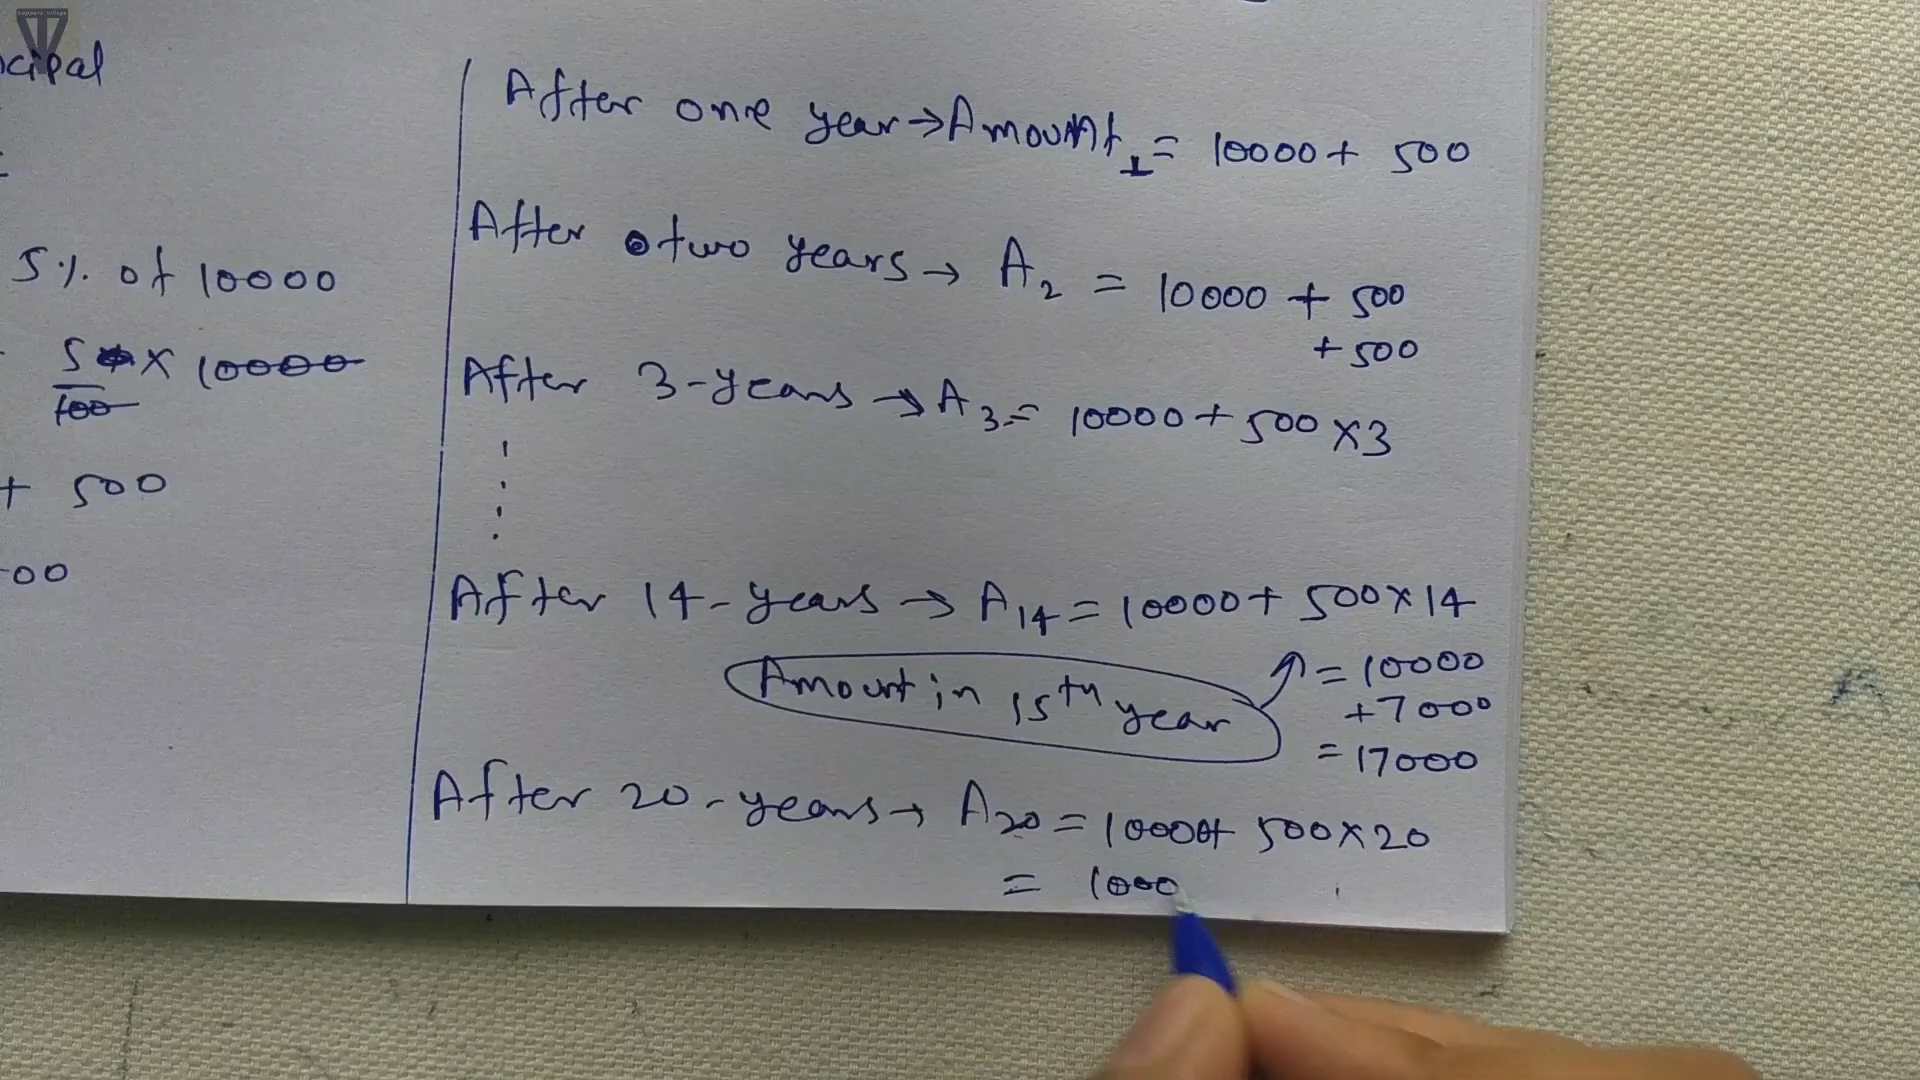 toppers village
cipal
5% of 10000
5 × 10000
100
+ 500
00
After one year → Amount₁ = 10000 + 500
After two years → A₂ = 10000 + 500
+ 500
After 3-years → A₃ = 10000 + 500 × 3
After 14-years → A₁₄ = 10000 + 500 × 14
= 10000
Amount in 15th year
+7000
= 17000
After 20-years → A₂₀ = 10000 + 500 × 20
= 1000